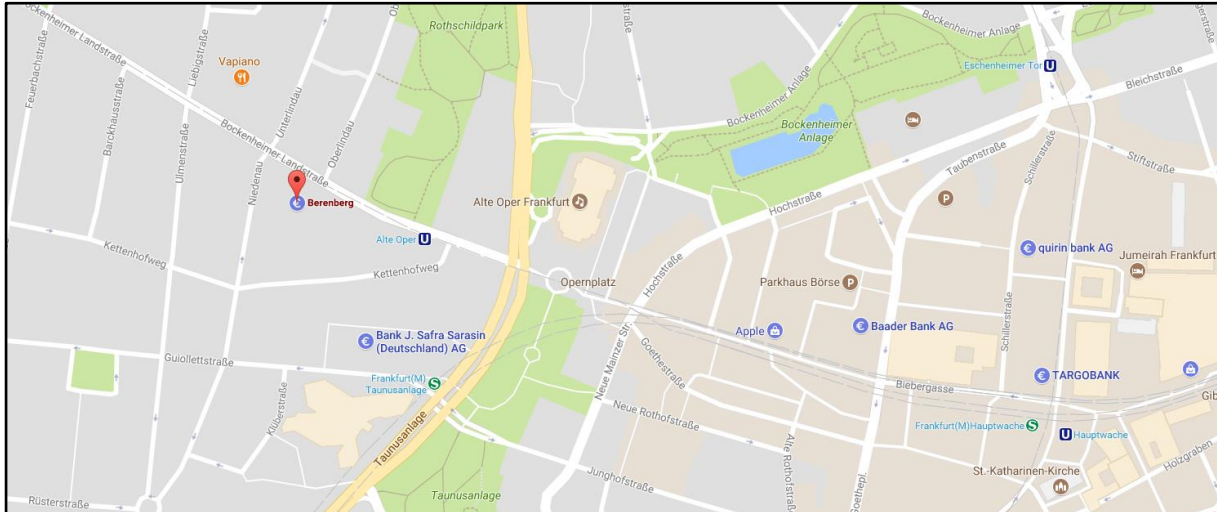 Bockenheimer Landstraße
Feuerbachstraße
Barckhausstraße
Liebigstraße
Ulmenstraße
Vapiano
Unterlindau
Oberlindau
Rothschildpark
Bockenheimer Landstraße
Niedenau
Berenberg
Alte Oper
Kettenhofweg
Kettenhofweg
Bockenheimer Anlage
Bockenheimer Anlage
Bockenheimer
Anlage
Eschenheimer Tor
Bleichstraße
Stiftstraße
Taubenstraße
Schillerstraße
Hochstraße
Alte Oper Frankfurt
Opernplatz
Hochstraße
Parkhaus Börse
quirin bank AG
Jumeirah Frankfurt
Apple
Baader Bank AG
Schillerstraße
Bank J. Safra Sarasin
(Deutschland) AG
Guiollettstraße
Frankfurt(M)
Taunusanlage
Klüberstraße
Taunusanlage
Neue Mainzer Str.
Goethestraße
Biebergasse
TARGOBANK
Gib
Neue Rothofstraße
Alte Rothofstraße
Goethepl.
Frankfurt(M)Hauptwache
Hauptwache
Holzgraben
St.-Katharinen-Kirche
Junghofstraße
Taunusanlage
Rüsterstraße